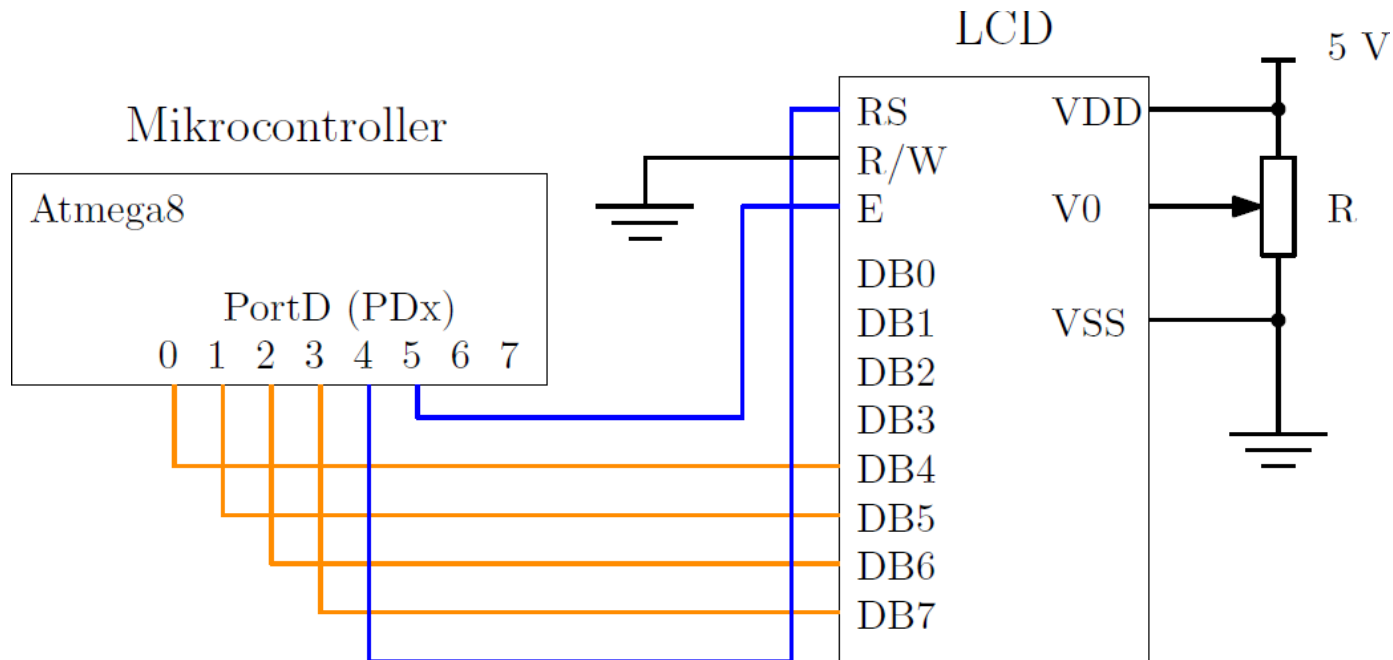 LCD
5 V
Mikrocontroller
Atmega8
PortD (PDx)
0 1 2 3 4 5 6 7
RS VDD
R/W
E V0 R
DB0
DB1 VSS
DB2
DB3
DB4
DB5
DB6
DB7